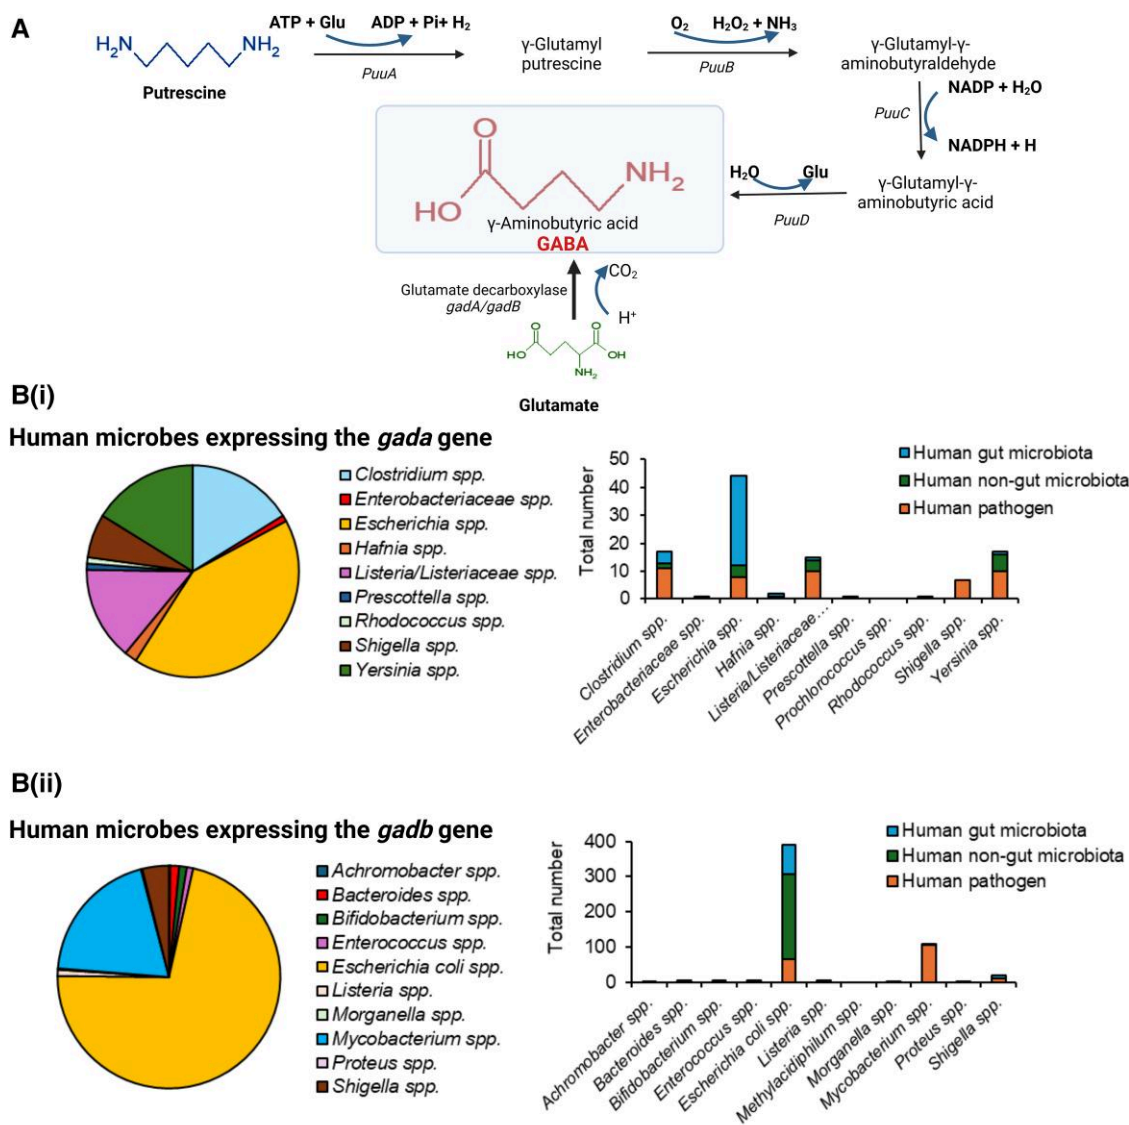 A
ATP + Glu
ADP + Pi+ H₂
H₂N
NH₂
PuuA
Putrescine
γ-Glutamyl
putrescine
O₂
H₂O₂ + NH₃
PuuB
γ-Glutamyl-γ-
aminobutyraldehyde
PuuC
NADP + H₂O
NADPH + H
γ-Glutamyl-γ-
aminobutyric acid
H₂O
Glu
PuuD
O
HO
NH₂
γ-Aminobutyric acid
GABA
Glutamate decarboxylase
gadA/gadB
CO₂
H⁺
O
O
HO
OH
NH₂
Glutamate
B(i)
Human microbes expressing the gada gene
Clostridium spp.
Enterobacteriaceae spp.
Escherichia spp.
Hafnia spp.
Listeria/Listeriaceae spp.
Prescottella spp.
Rhodococcus spp.
Shigella spp.
Yersinia spp.
Total number
50
40
30
20
10
0
Human gut microbiota
Human non-gut microbiota
Human pathogen
Clostridium spp.
Enterobacteriaceae spp.
Escherichia spp.
Hafnia spp.
Listeria/Listeriaceae...
Prescottella spp.
Prochlorococcus spp.
Rhodococcus spp.
Shigella spp.
Yersinia spp.
B(ii)
Human microbes expressing the gadb gene
Achromobacter spp.
Bacteroides spp.
Bifidobacterium spp.
Enterococcus spp.
Escherichia coli spp.
Listeria spp.
Morganella spp.
Mycobacterium spp.
Proteus spp.
Shigella spp.
Total number
400
300
200
100
0
Human gut microbiota
Human non-gut microbiota
Human pathogen
Achromobacter spp.
Bacteroides spp.
Bifidobacterium spp.
Enterococcus spp.
Escherichia coli spp.
Listeria spp.
Methylacidiphilum spp.
Morganella spp.
Mycobacterium spp.
Proteus spp.
Shigella spp.